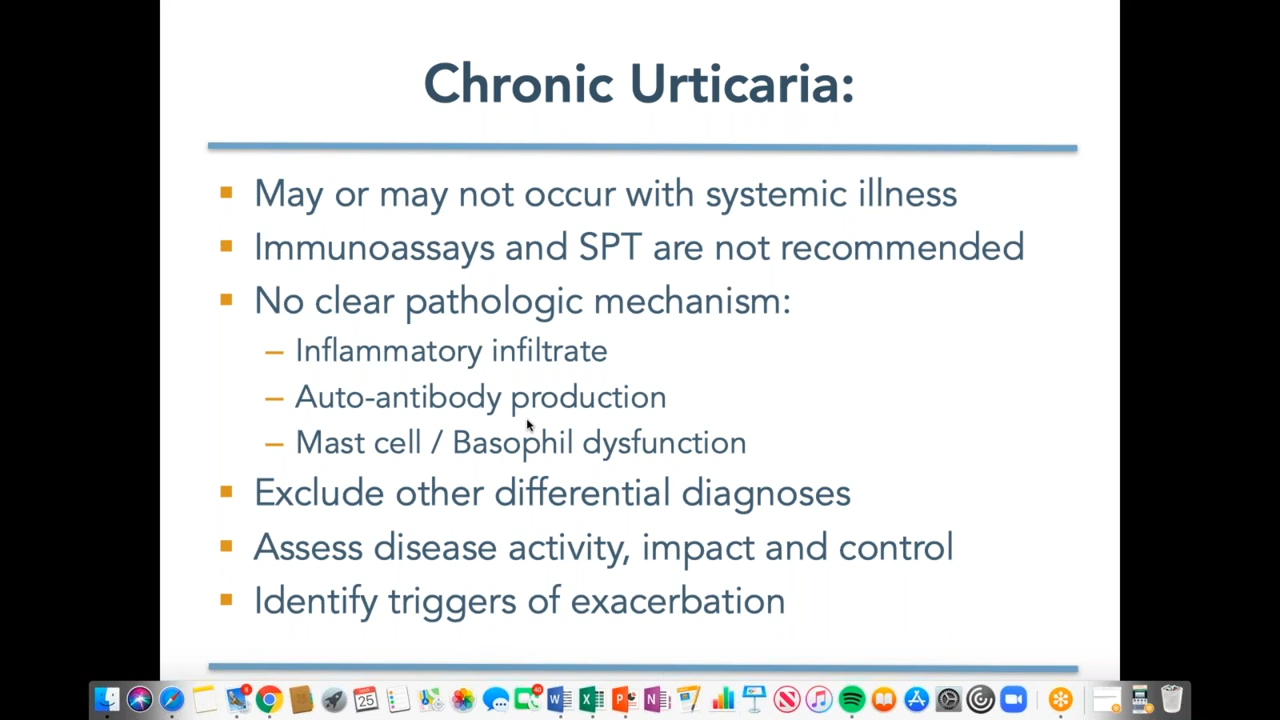 Chronic Urticaria:
May or may not occur with systemic illness
Immunoassays and SPT are not recommended
No clear pathologic mechanism:
– Inflammatory infiltrate
– Auto-antibody production
– Mast cell / Basophil dysfunction
Exclude other differential diagnoses
Assess disease activity, impact and control
Identify triggers of exacerbation
25
40